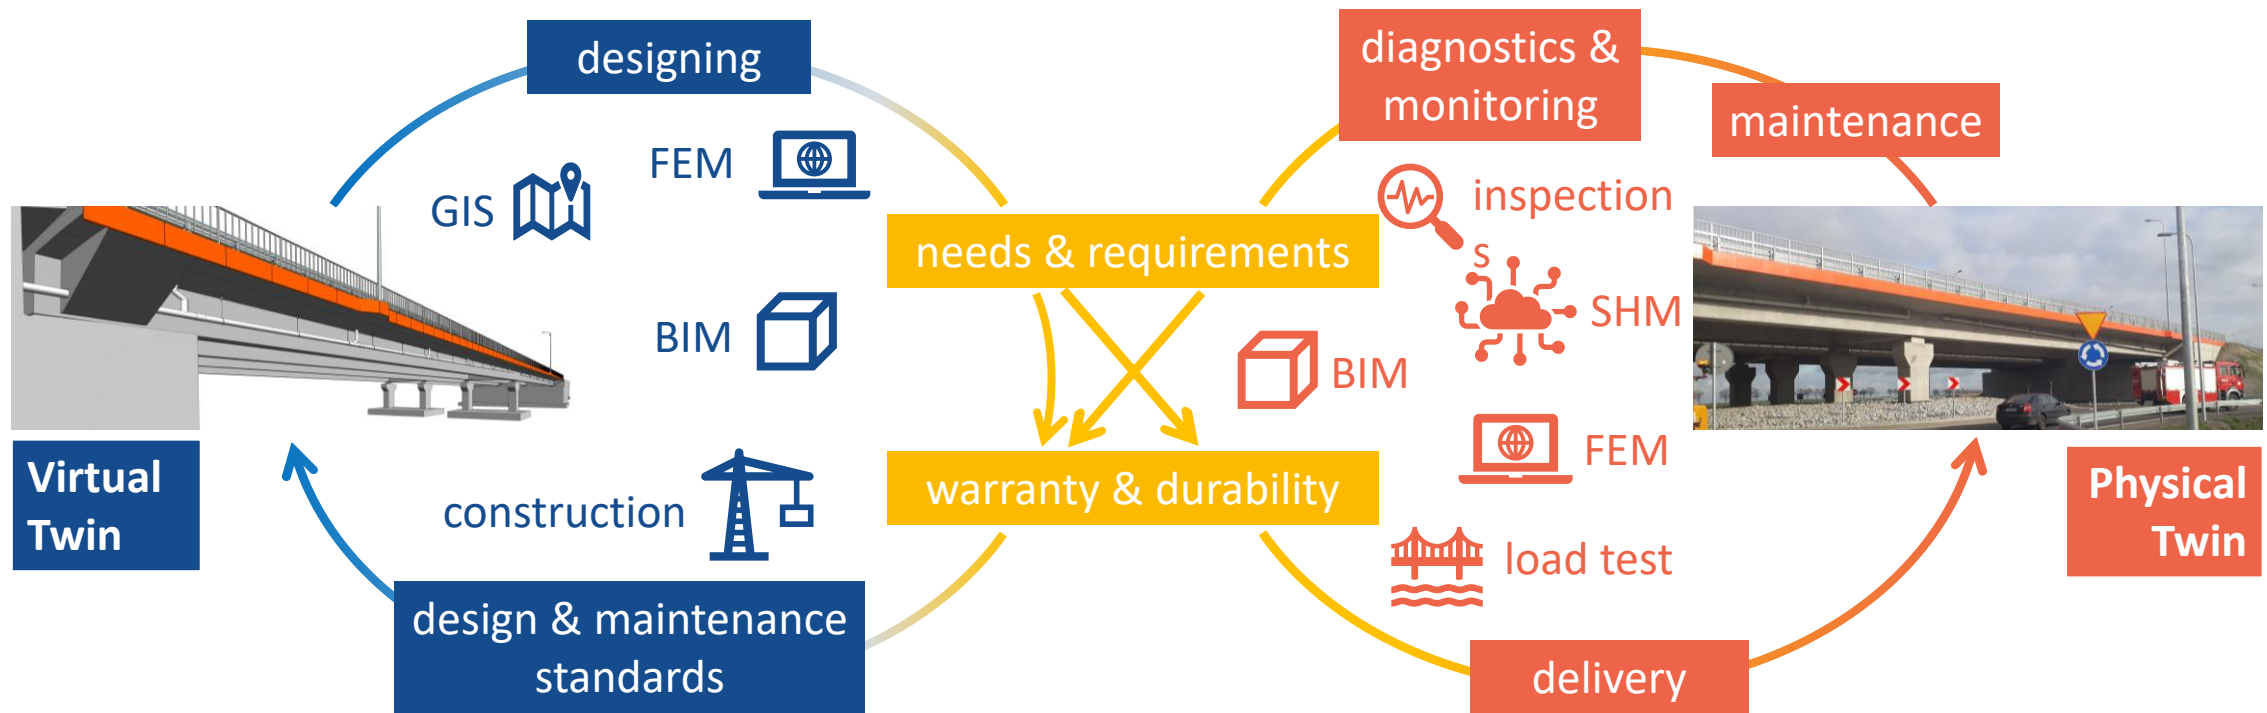 designing
FEM
GIS
BIM
construction
Virtual
Twin
design & maintenance
standards
needs & requirements
warranty & durability
diagnostics &
monitoring
maintenance
inspection
s
SHM
BIM
FEM
load test
delivery
Physical
Twin